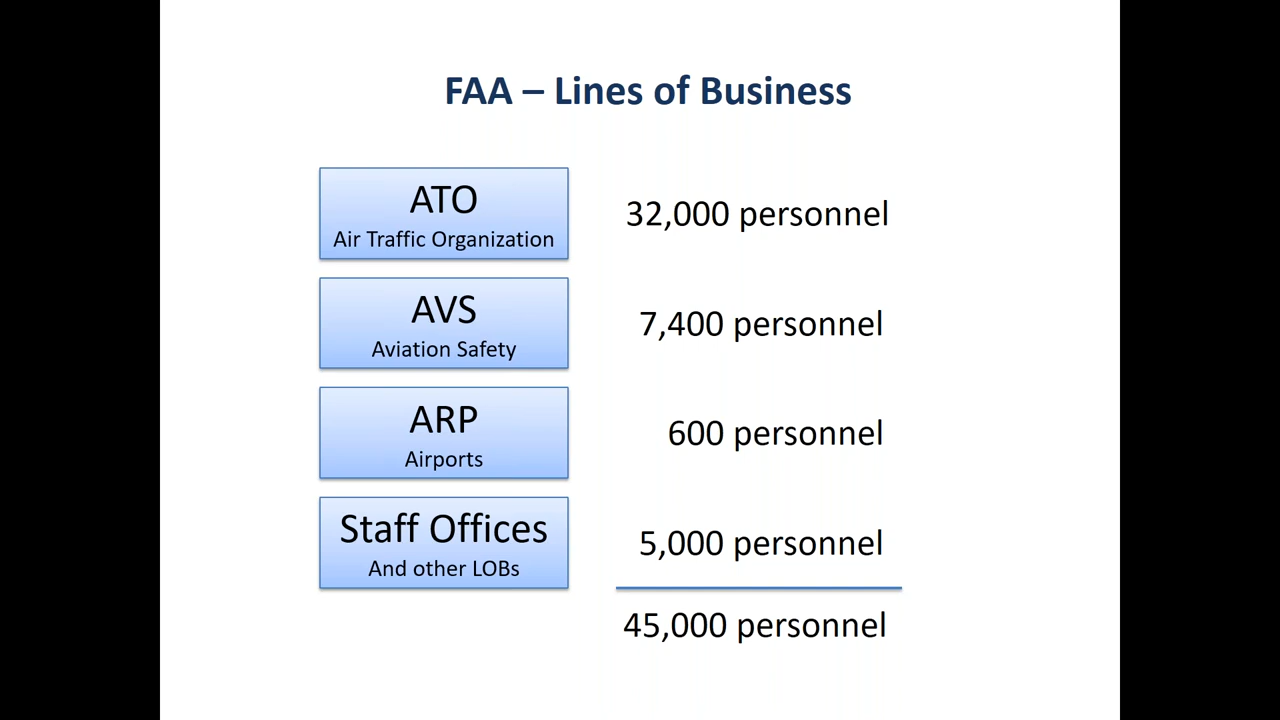 FAA – Lines of Business
ATO
Air Traffic Organization
32,000 personnel
AVS
Aviation Safety
7,400 personnel
ARP
Airports
600 personnel
Staff Offices
And other LOBs
5,000 personnel
45,000 personnel